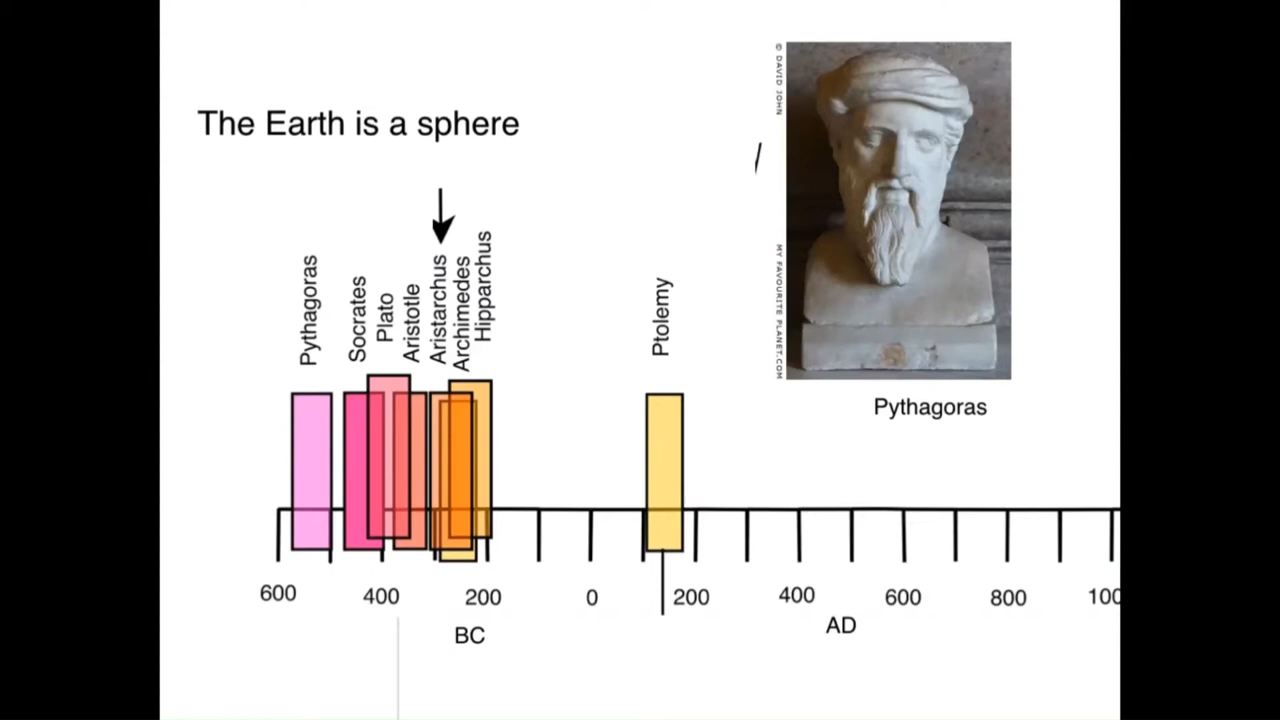 The Earth is a sphere
© DAVID JOHN
MY FAVOURITE PLANET.COM
Pythagoras
Pythagoras
Socrates
Plato
Aristotle
Aristarchus
Archimedes
Hipparchus
Ptolemy
600 400 200 0 200 400 600 800 100
BC AD